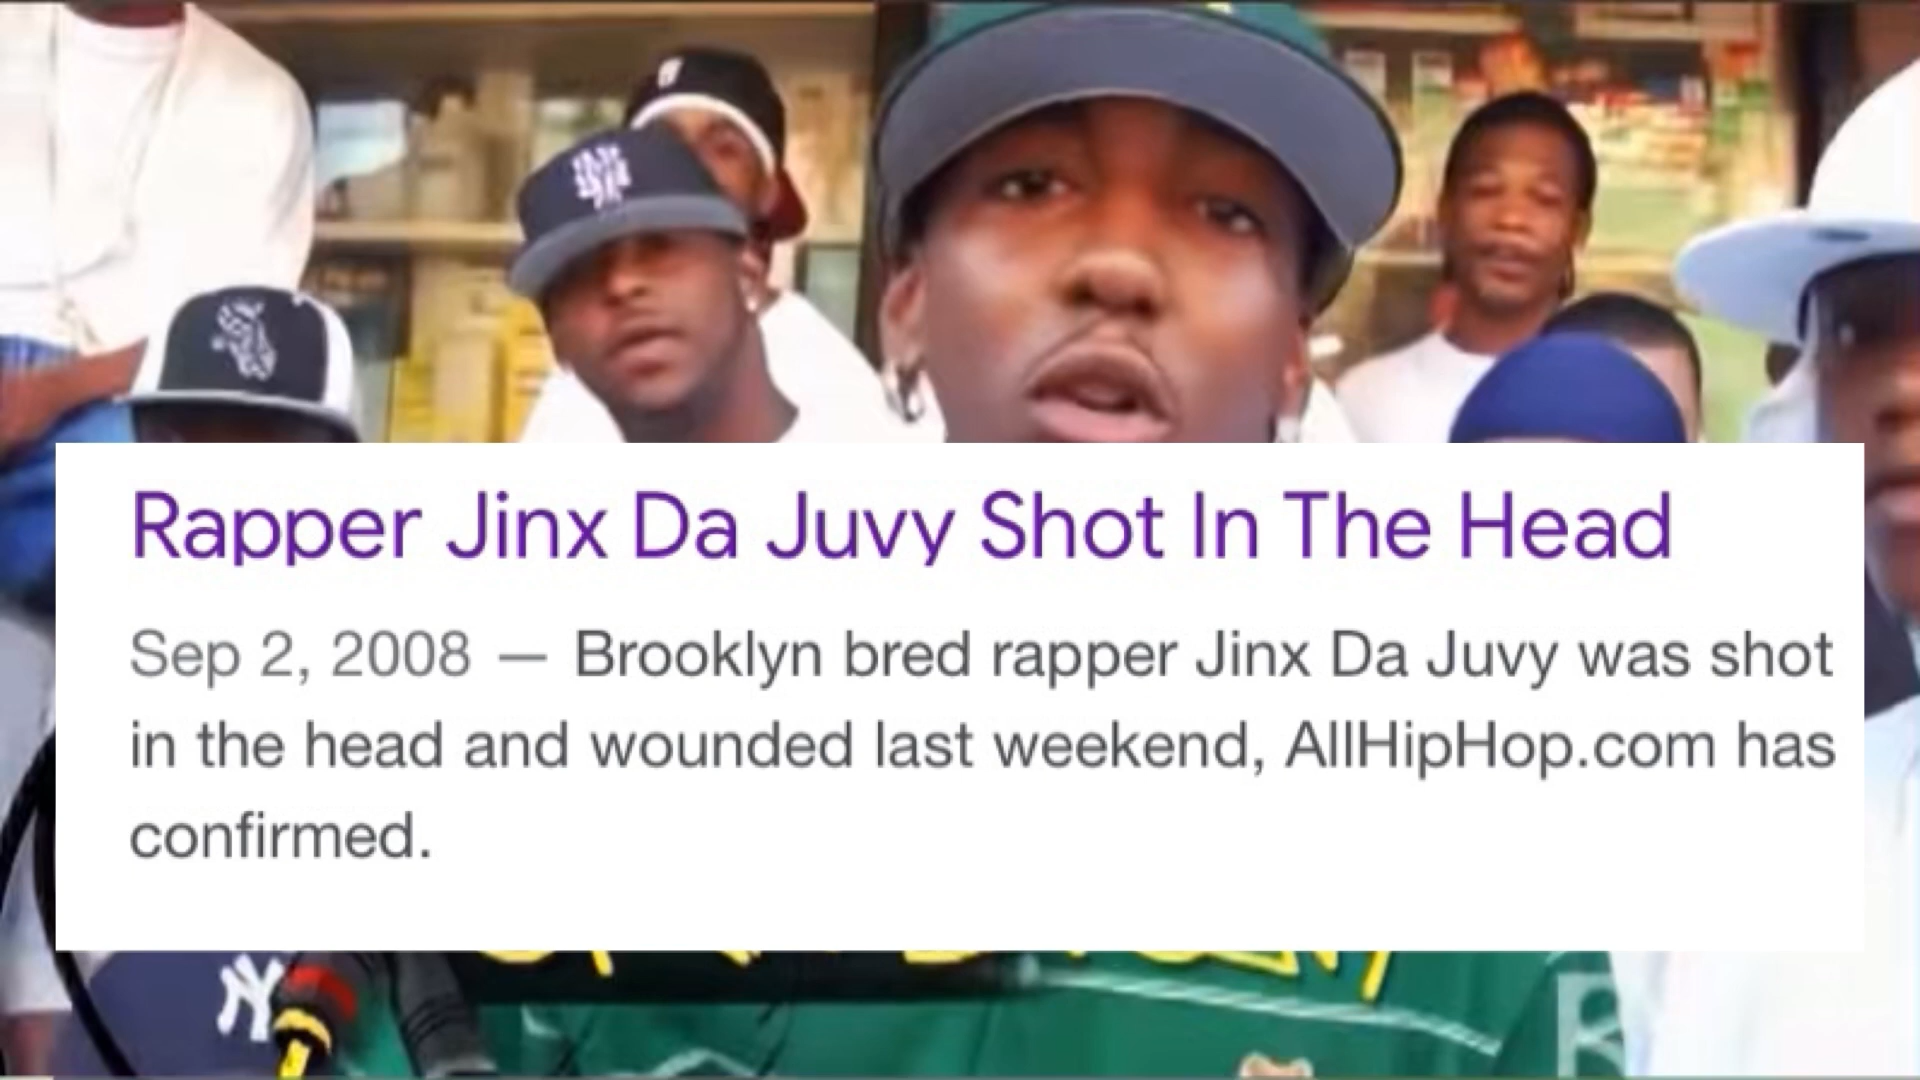 Rapper Jinx Da Juvy Shot In The Head
Sep 2, 2008 — Brooklyn bred rapper Jinx Da Juvy was shot
in the head and wounded last weekend, AllHipHop.com has
confirmed.
NY